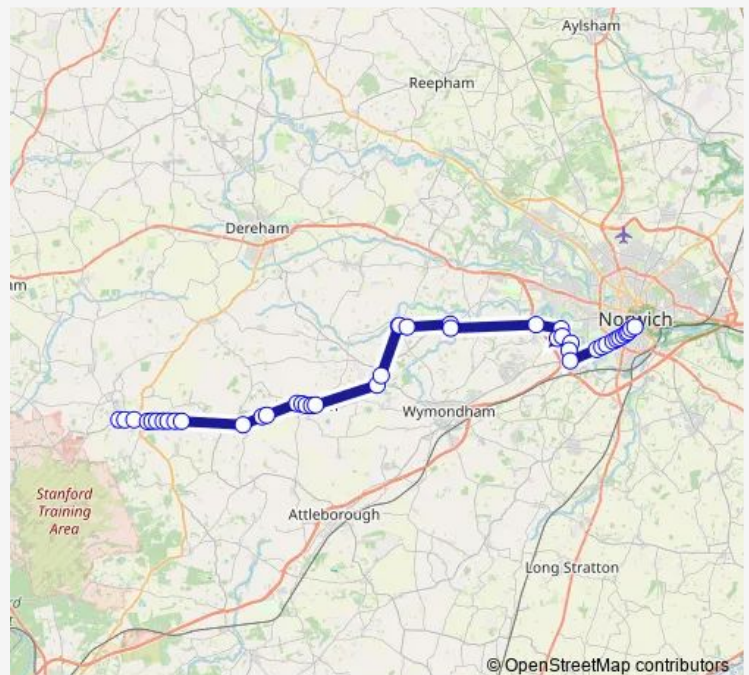 Aylsham
Reepham
Dereham
Norwich
Wymondham
Stanford
Training
Area
Attleborough
Long Stratton
© OpenStreetMap contributors